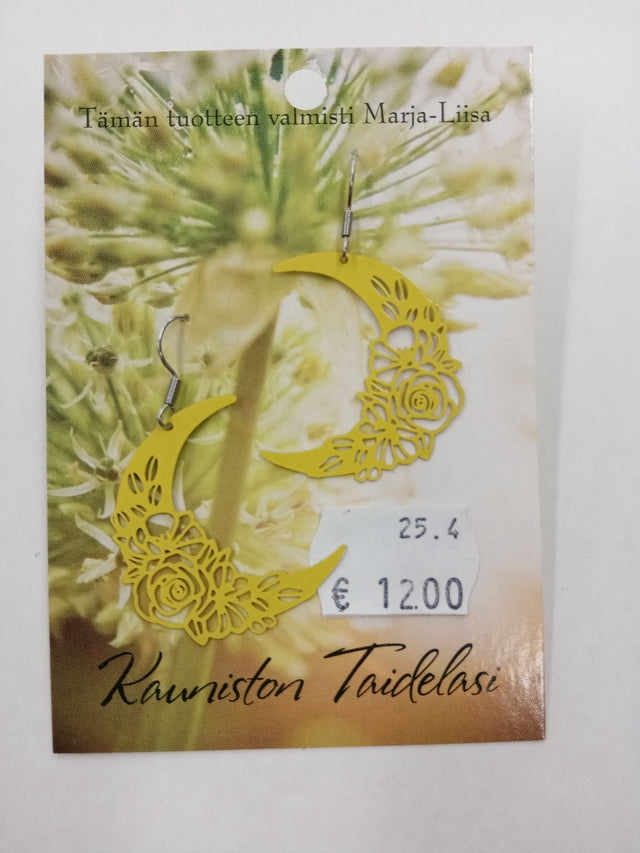 Tämän tuotteen valmisti Marja-Liisa
25.4
€ 12.00
Kauniston Taidelasi